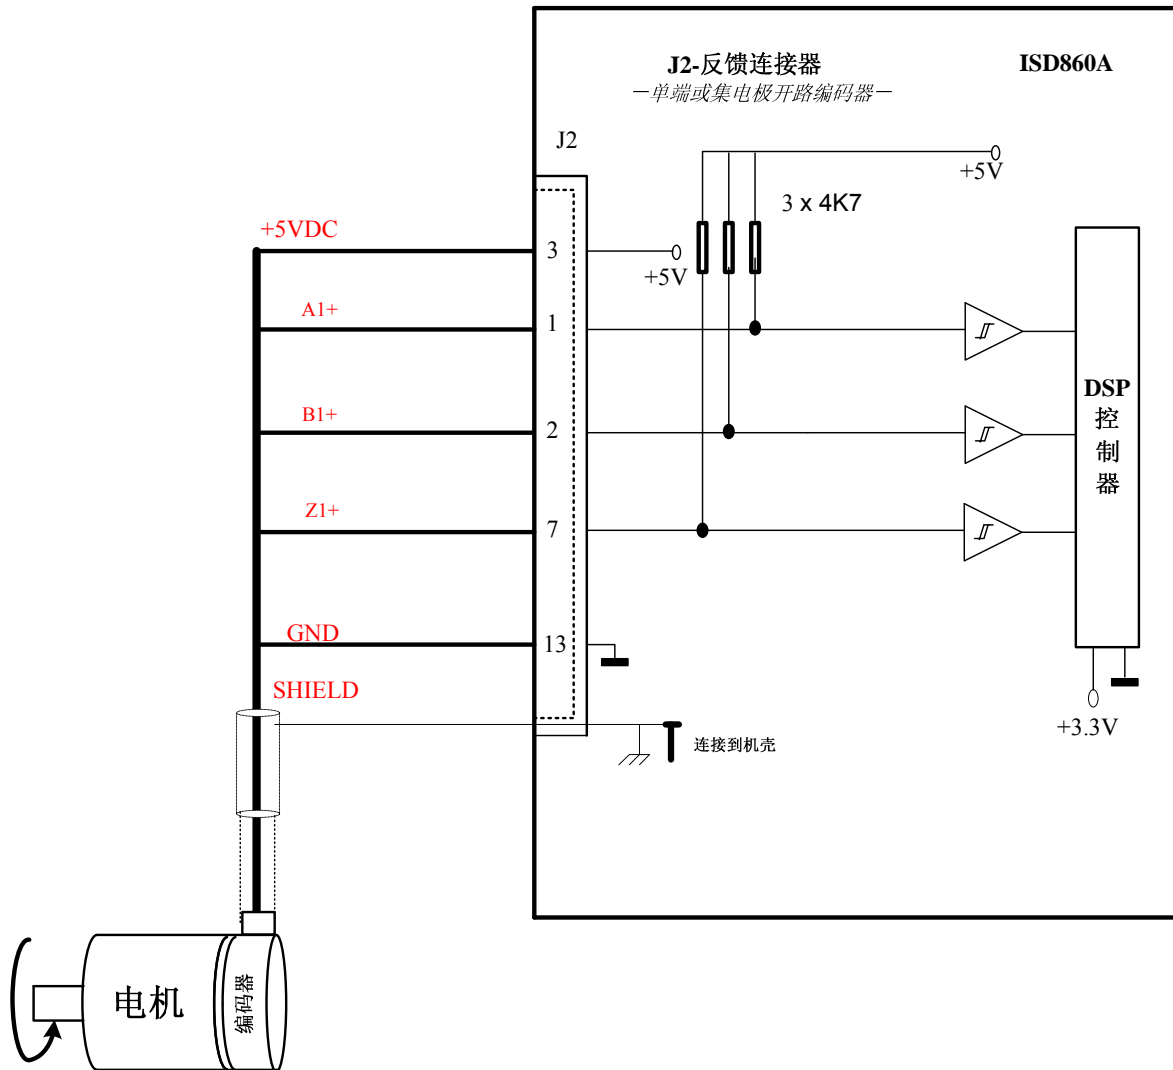 J2-反馈连接器
ISD860A
－单端或集电极开路编码器－
J2
+5V
3 x 4K7
+5VDC
3
+5V
A1+
1
B1+
2
DSP
控
制
器
Z1+
7
GND
13
SHIELD
+3.3V
连接到机壳
电机
编码器